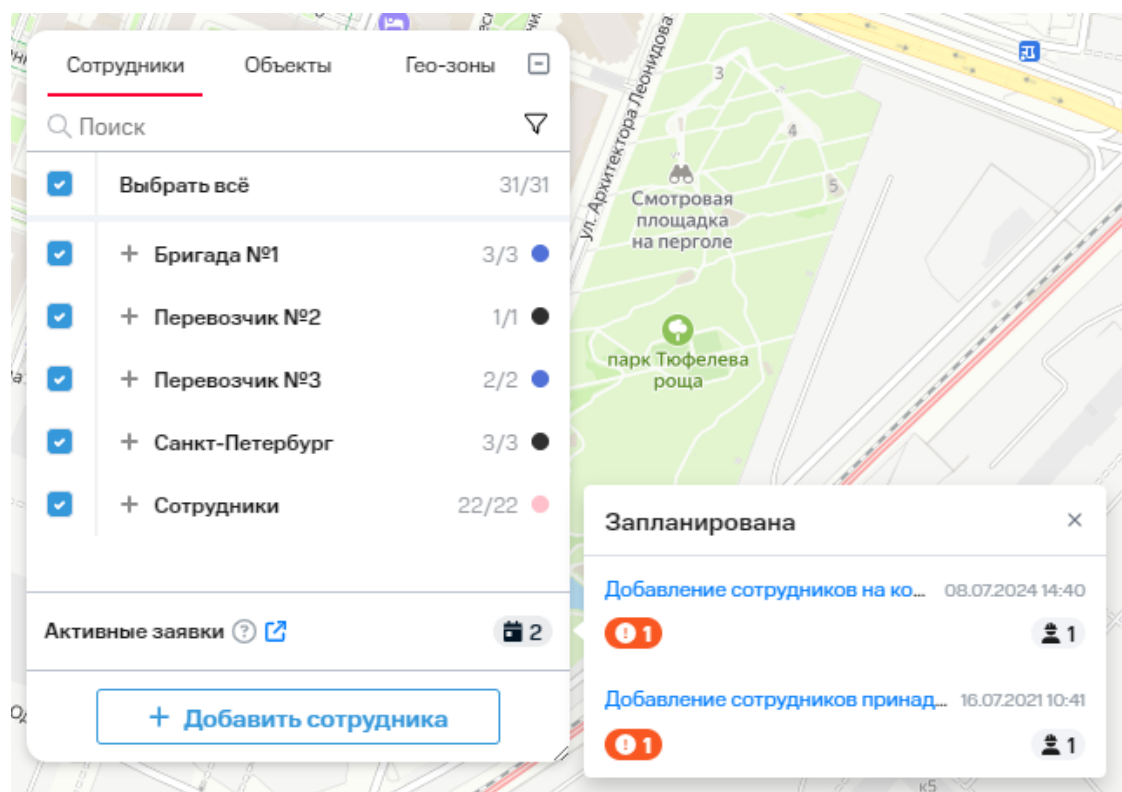 Сотрудники Объекты Гео-зоны
Поиск
Выбрать всё 31/31
Бригада №1 3/3
Перевозчик №2 1/1
Перевозчик №3 2/2
Санкт-Петербург 3/3
Сотрудники 22/22
Активные заявки ? 2
+ Добавить сотрудника
Запланирована
Добавление сотрудников на ко... 08.07.2024 14:40
1 1
Добавление сотрудников принад... 16.07.2021 10:41
1 1
ул. Архитектора Леонидова
3
4
5
Смотровая
площадка
на перголе
парк Тюфелева
роща
к5